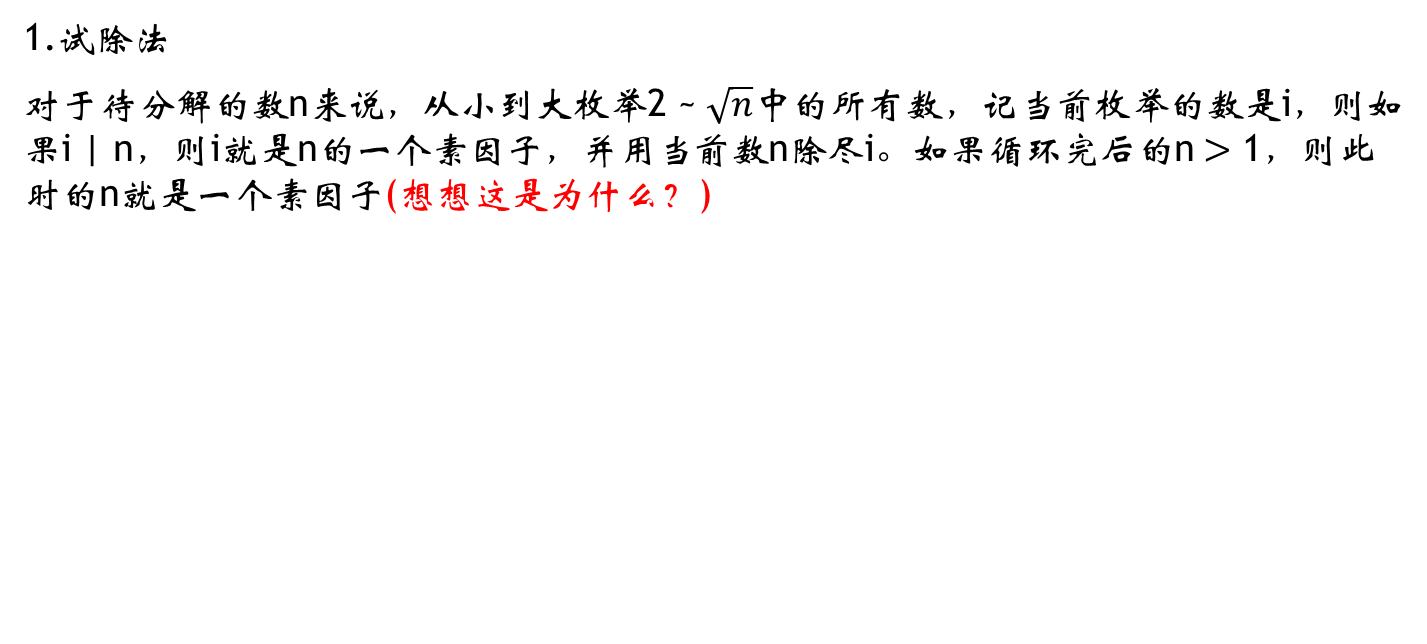 1.试除法
对于待分解的数n来说，从小到大枚举2 ~ √n中的所有数，记当前枚举的数是i，则如
果i | n，则i就是n的一个素因子，并用当前数n除尽i。如果循环完后的n > 1，则此
时的n就是一个素因子(想想这是为什么？)